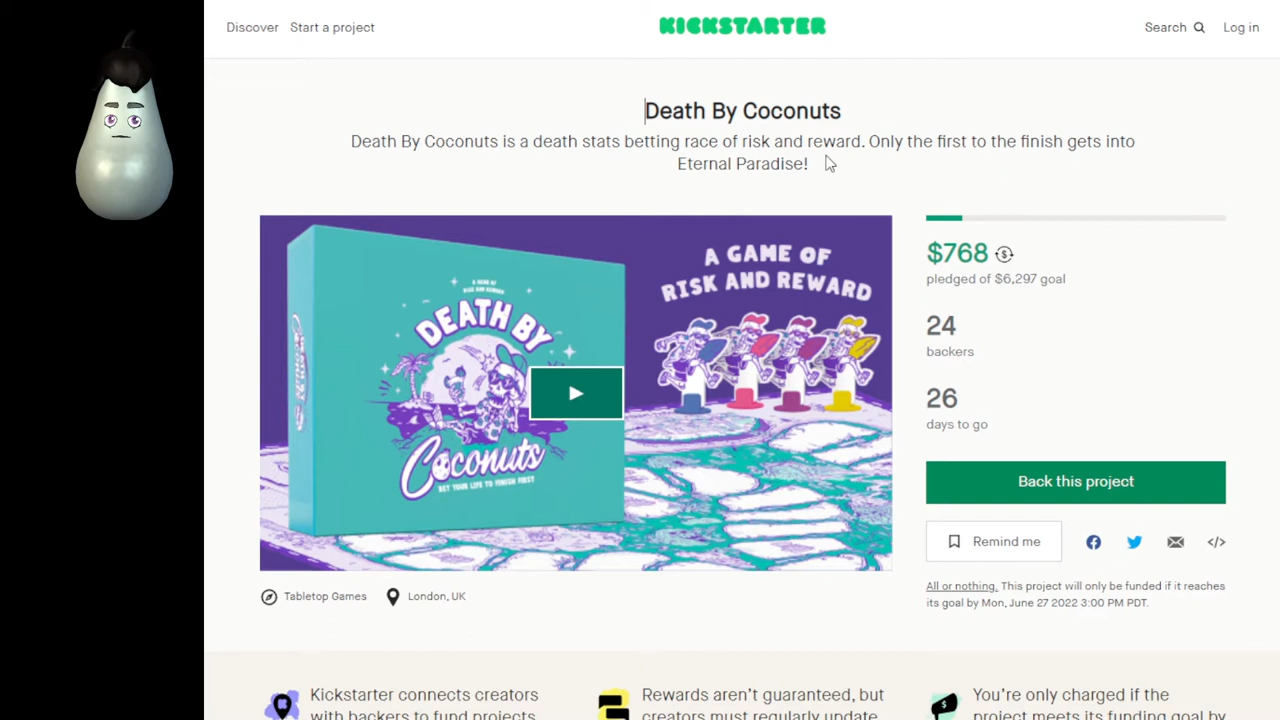 Discover Start a project
KICKSTARTER
Search
Log in
Death By Coconuts
Death By Coconuts is a death stats betting race of risk and reward. Only the first to the finish gets into
Eternal Paradise!
A GAME OF
RISK AND REWARD
DEATH BY
Coconuts
BET YOUR LIFE TO FINISH FIRST
A GAME OF
RISK AND REWARD
$768
pledged of $6,297 goal
24
backers
26
days to go
Back this project
Remind me
All or nothing. This project will only be funded if it reaches
its goal by Mon, June 27 2022 3:00 PM PDT.
Tabletop Games
London, UK
Kickstarter connects creators
with backers to fund projects.
Rewards aren't guaranteed, but
creators must regularly update
You're only charged if the
project meets its funding goal by